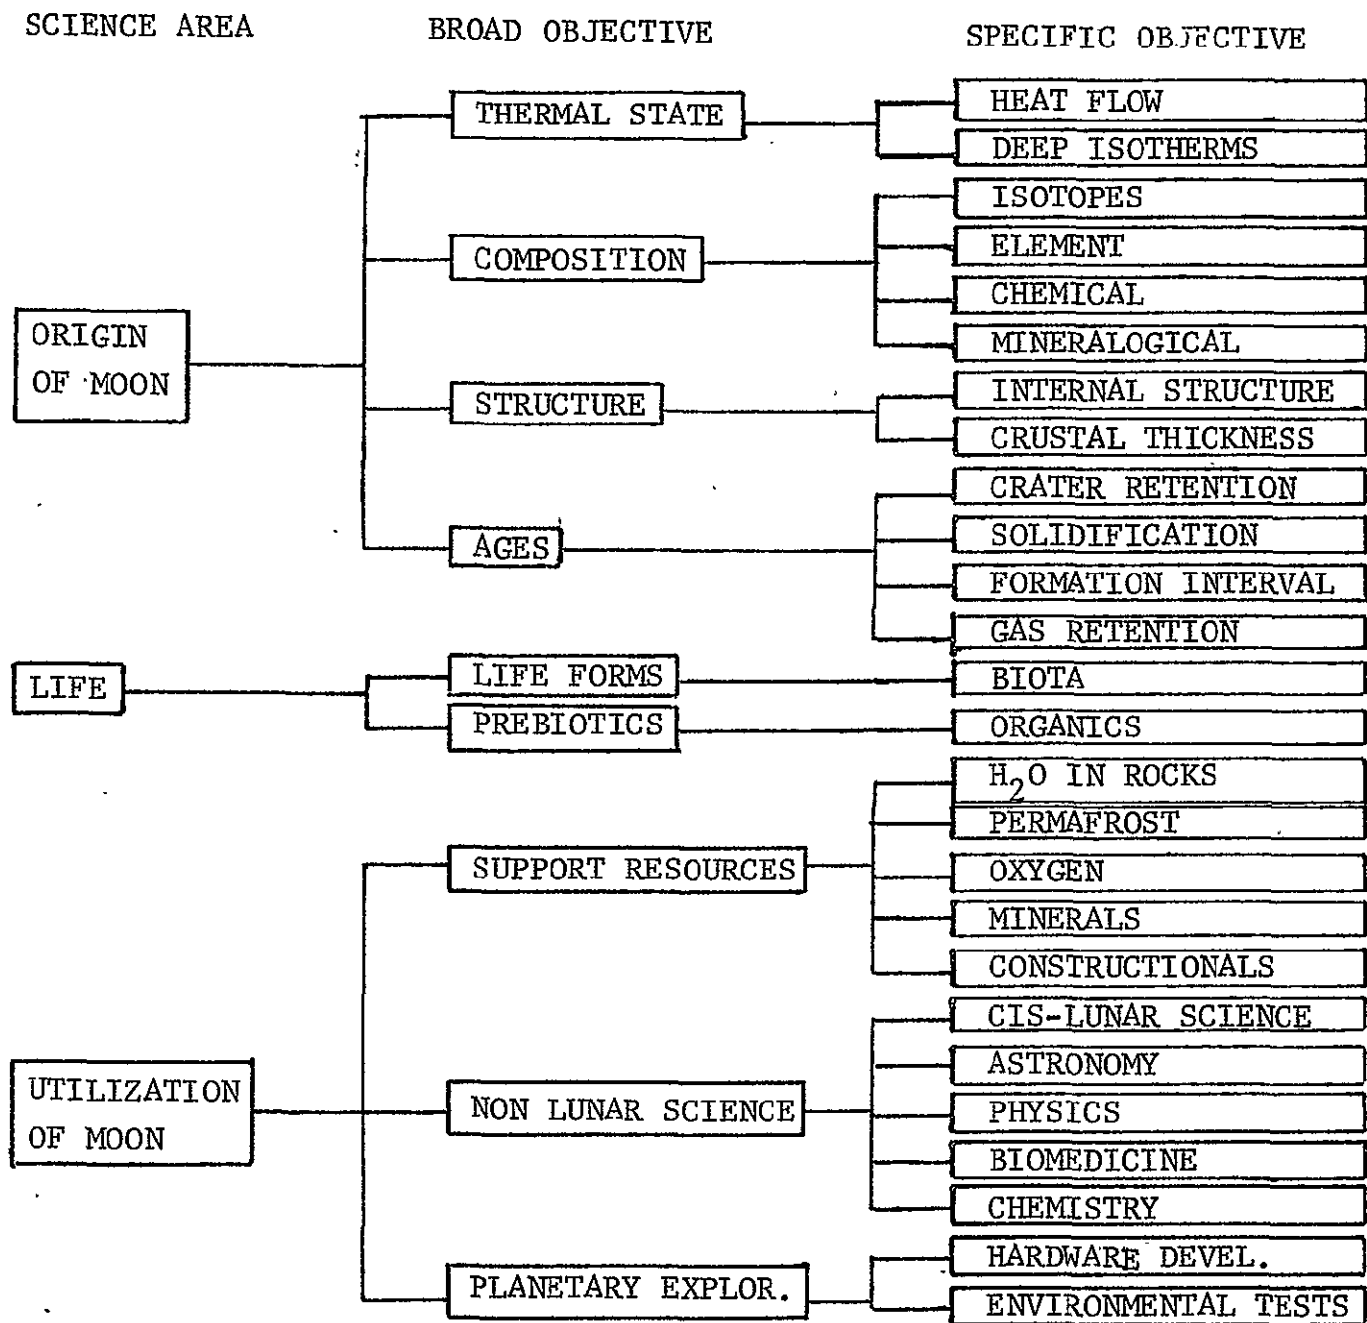 SCIENCE AREA BROAD OBJECTIVE SPECIFIC OBJECTIVE
THERMAL STATE
HEAT FLOW
DEEP ISOTHERMS
COMPOSITION
ISOTOPES
ELEMENT
CHEMICAL
MINERALOGICAL
ORIGIN
OF MOON
STRUCTURE
INTERNAL STRUCTURE
CRUSTAL THICKNESS
AGES
CRATER RETENTION
SOLIDIFICATION
FORMATION INTERVAL
GAS RETENTION
LIFE
LIFE FORMS
BIOTA
PREBIOTICS
ORGANICS
SUPPORT RESOURCES
H₂O IN ROCKS
PERMAFROST
OXYGEN
MINERALS
CONSTRUCTIONALS
UTILIZATION
OF MOON
NON LUNAR SCIENCE
CIS-LUNAR SCIENCE
ASTRONOMY
PHYSICS
BIOMEDICINE
CHEMISTRY
PLANETARY EXPLOR.
HARDWARE DEVEL.
ENVIRONMENTAL TESTS